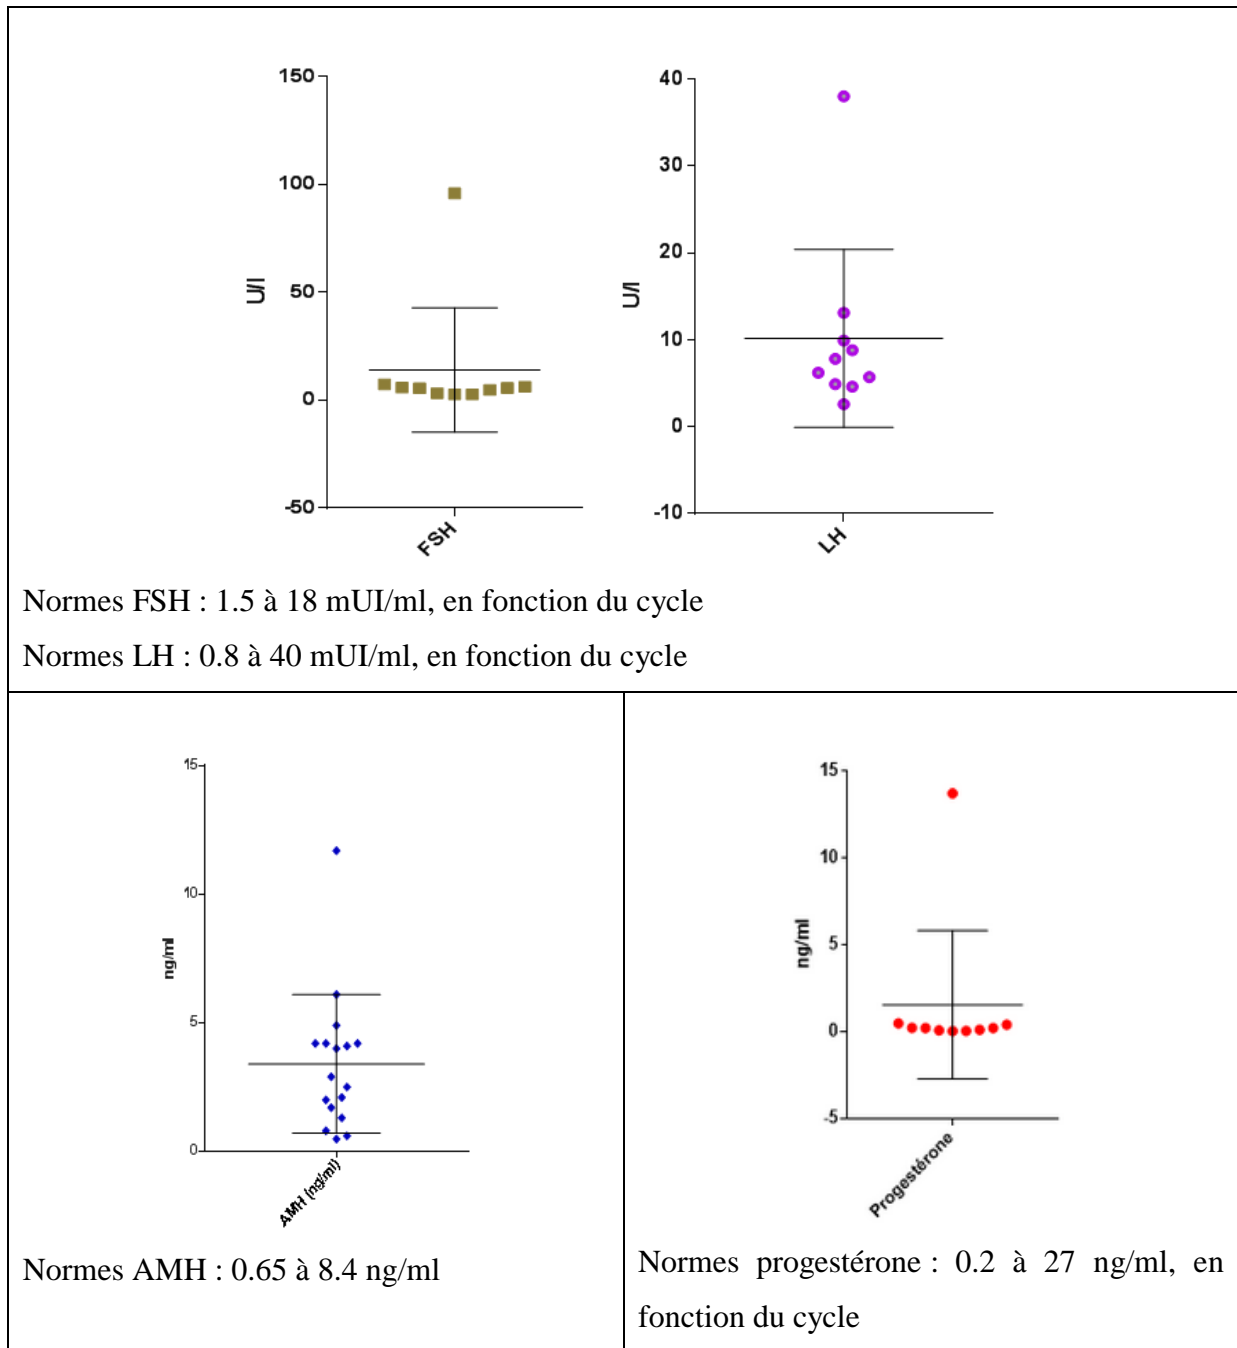 150
100
50
0
-50
U/l
FSH
40
30
20
10
0
-10
U/l
LH
Normes FSH : 1.5 à 18 mUI/ml, en fonction du cycle
Normes LH : 0.8 à 40 mUI/ml, en fonction du cycle
15
10
5
0
ng/ml
AMH (ng/ml)
Normes AMH : 0.65 à 8.4 ng/ml
15
10
5
0
-5
ng/ml
Progestérone
Normes progestérone : 0.2 à 27 ng/ml, en
fonction du cycle